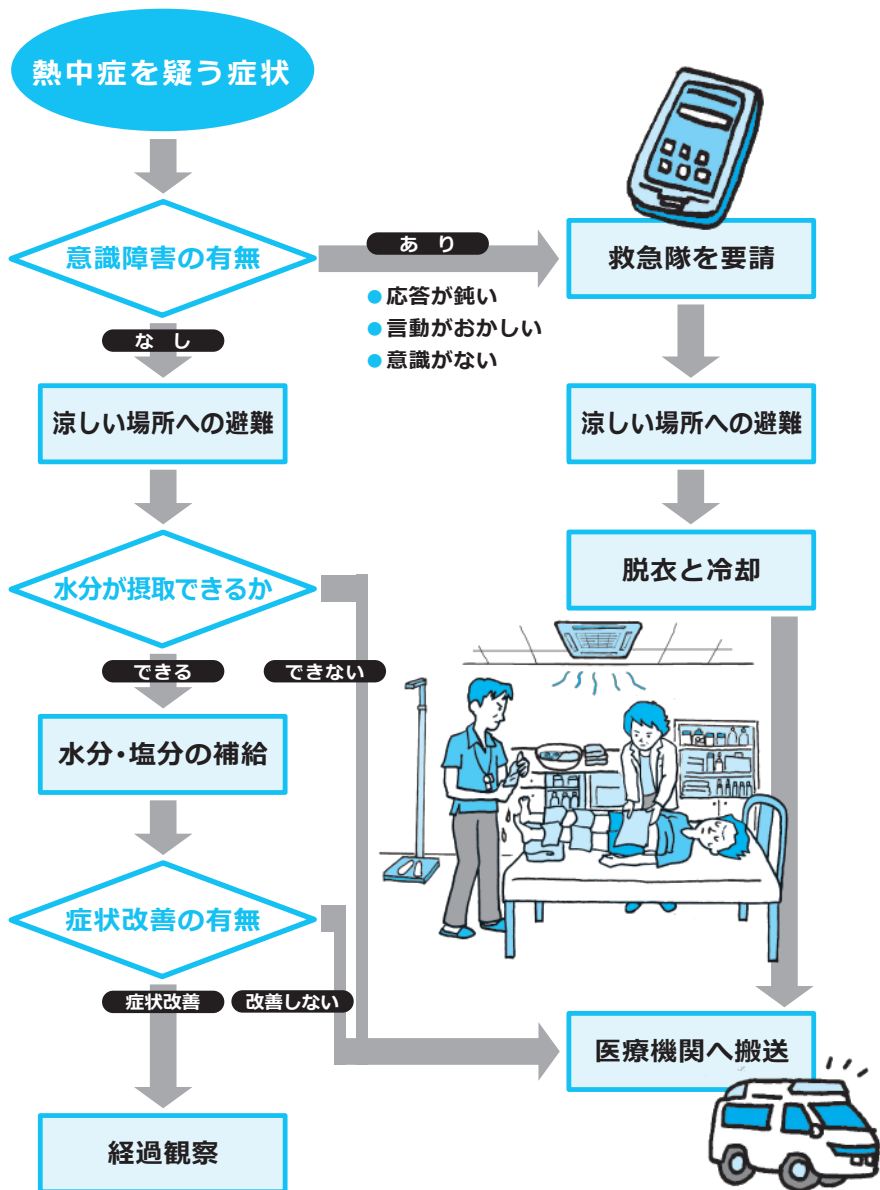 熱中症を疑う症状
意識障害の有無
あり
応答が鈍い
言動がおかしい
意識がない
救急隊を要請
なし
涼しい場所への避難
涼しい場所への避難
水分が摂取できるか
脱衣と冷却
できる
できない
水分・塩分の補給
症状改善の有無
症状改善
改善しない
医療機関へ搬送
経過観察